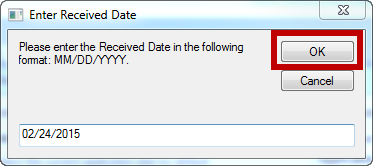 Enter Received Date
Please enter the Received Date in the following
format: MM/DD/YYYY.
OK
Cancel
02/24/2015